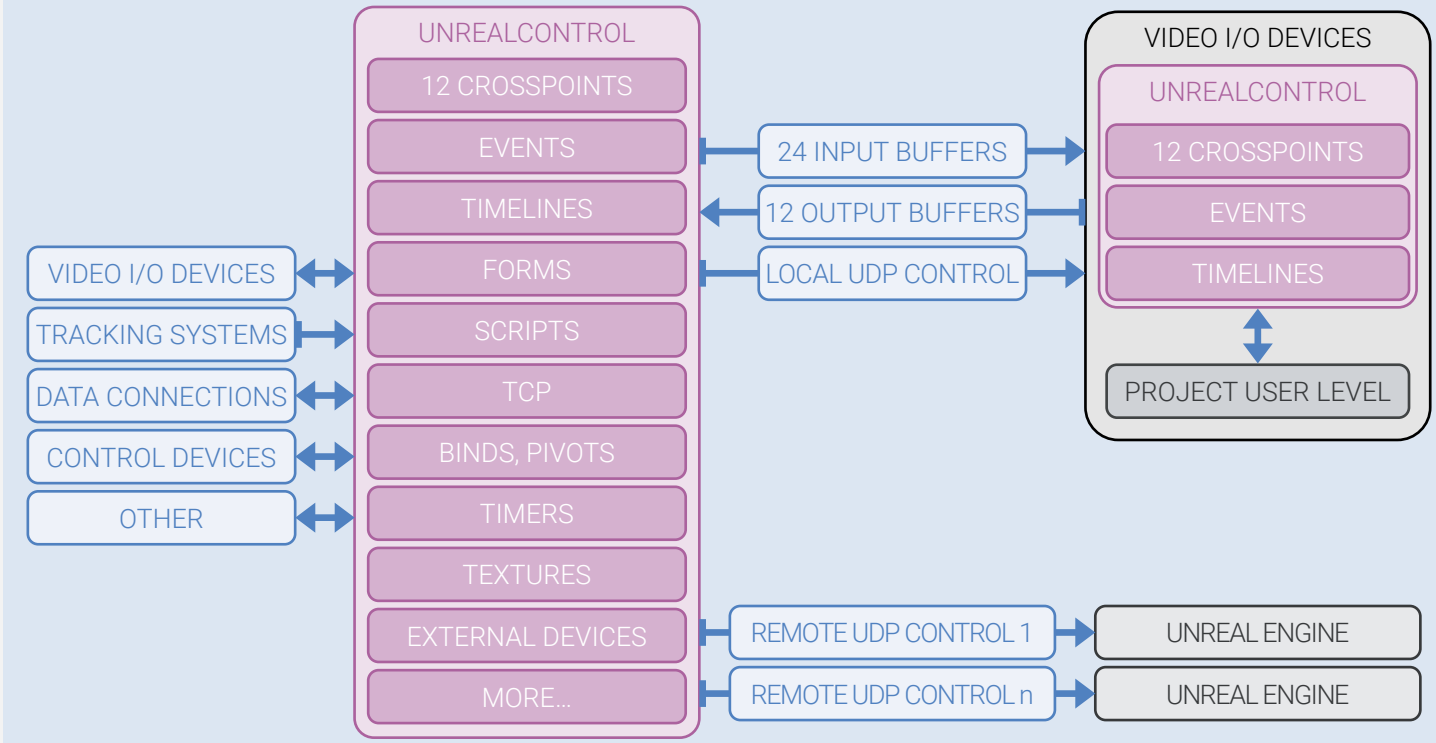 UNREALCONTROL
12 CROSSPOINTS
EVENTS
TIMELINES
FORMS
SCRIPTS
TCP
BINDS, PIVOTS
TIMERS
TEXTURES
EXTERNAL DEVICES
MORE...
VIDEO I/O DEVICES
TRACKING SYSTEMS
DATA CONNECTIONS
CONTROL DEVICES
OTHER
24 INPUT BUFFERS
12 OUTPUT BUFFERS
LOCAL UDP CONTROL
VIDEO I/O DEVICES
UNREALCONTROL
12 CROSSPOINTS
EVENTS
TIMELINES
PROJECT USER LEVEL
REMOTE UDP CONTROL 1
UNREAL ENGINE
REMOTE UDP CONTROL n
UNREAL ENGINE